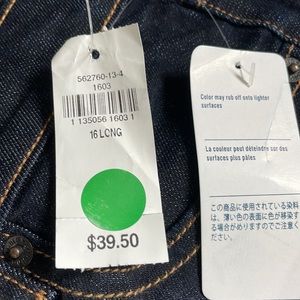 562760-13-4
1603
1 135056 1603 1
16 LONG
$39.50
Color may rub off onto lighter
surfaces
La couleur peut déteindre sur des
surfaces plus pâles
この商品に使用されている染料
は、薄い色の表面に色が移
る場合がありますのでご注意
ください。